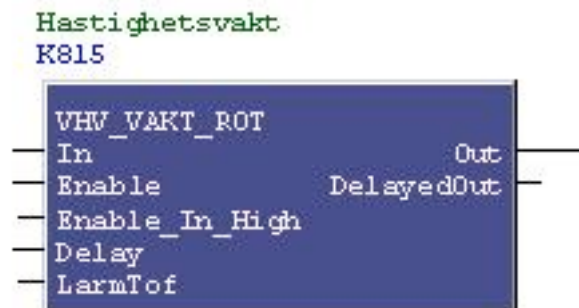 Hastighetsvakt
K815
VHV_VAKT_ROT
In Out
Enable DelayedOut
Enable_In_High
Delay
LarmTof